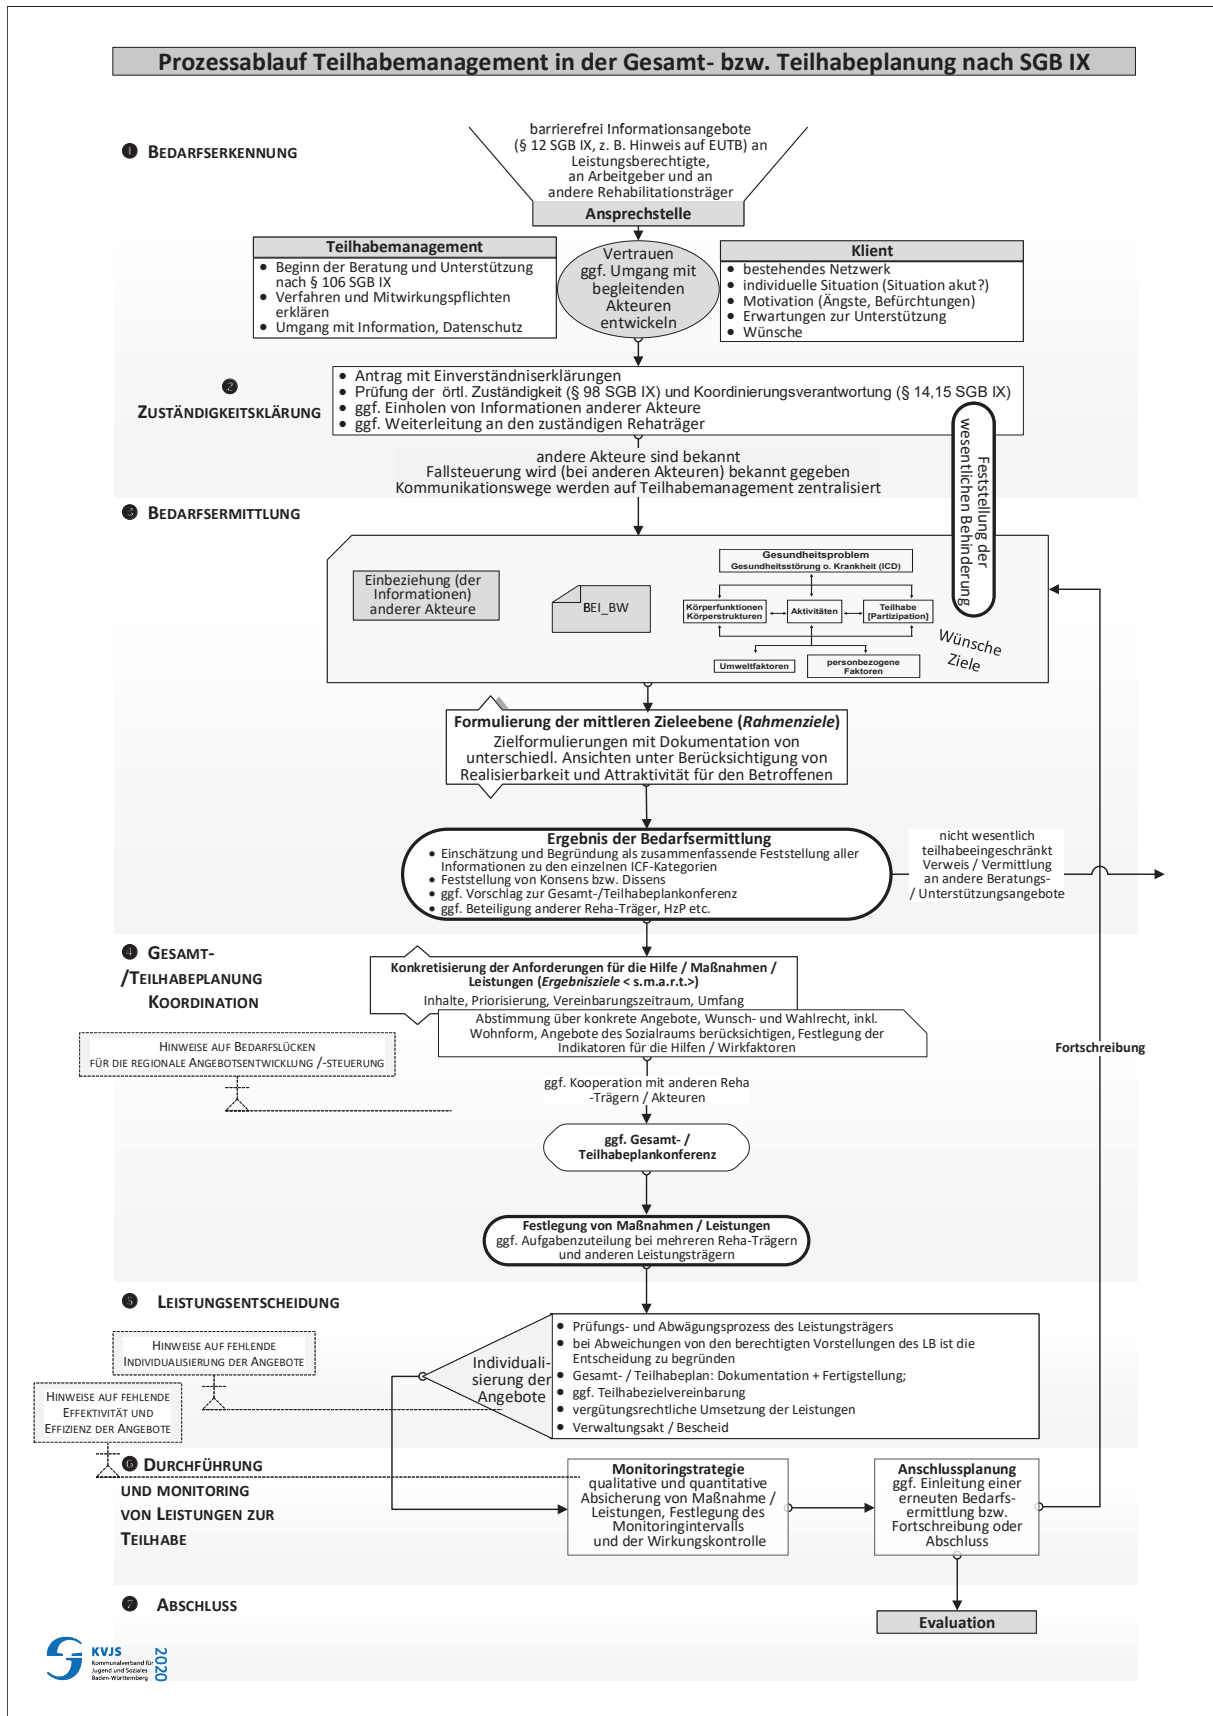 Prozessablauf Teilhabemanagement in der Gesamt- bzw. Teilhabeplanung nach SGB IX
❶ BEDARFSERKENNUNG
barrierefrei Informationsangebote
(§ 12 SGB IX, z. B. Hinweis auf EUTB) an
Leistungsberechtigte,
an Arbeitgeber und an
andere Rehabilitationsträger
Ansprechstelle
Teilhabemanagement
• Beginn der Beratung und Unterstützung
nach § 106 SGB IX
• Verfahren und Mitwirkungspflichten
erklären
• Umgang mit Information, Datenschutz
Vertrauen
ggf. Umgang mit
begleitenden
Akteuren
entwickeln
Klient
• bestehendes Netzwerk
• individuelle Situation (Situation akut?)
• Motivation (Ängste, Befürchtungen)
• Erwartungen zur Unterstützung
• Wünsche
❷
ZUSTÄNDIGKEITSKLÄRUNG
• Antrag mit Einverständniserklärungen
• Prüfung der örtl. Zuständigkeit (§ 98 SGB IX) und Koordinierungsverantwortung (§ 14,15 SGB IX)
• ggf. Einholen von Informationen anderer Akteure
• ggf. Weiterleitung an den zuständigen Rehaträger
Feststellung der
wesentlichen Behinderung
andere Akteure sind bekannt
Fallsteuerung wird (bei anderen Akteuren) bekannt gegeben
Kommunikationswege werden auf Teilhabemanagement zentralisiert
❸ BEDARFSERMITTLUNG
Einbeziehung (der
Informationen)
anderer Akteure
BEI_BW
Gesundheitsproblem
Gesundheitsstörung o. Krankheit (ICD)
Körperfunktionen
Körperstrukturen
Aktivitäten
Teilhabe
[Partizipation]
Umweltfaktoren
personbezogene
Faktoren
Wünsche
Ziele
Formulierung der mittleren Zieleebene (Rahmenziele)
Zielformulierungen mit Dokumentation von
unterschiedl. Ansichten unter Berücksichtigung von
Realisierbarkeit und Attraktivität für den Betroffenen
Ergebnis der Bedarfsermittlung
• Einschätzung und Begründung als zusammenfassende Feststellung aller
Informationen zu den einzelnen ICF-Kategorien
• Feststellung von Konsens bzw. Dissens
• ggf. Vorschlag zur Gesamt-/Teilhabeplankonferenz
• ggf. Beteiligung anderer Reha-Träger, HzP etc.
nicht wesentlich
teilhabeeingeschränkt
Verweis / Vermittlung
an andere Beratungs-
/ Unterstützungsangebote
❹ GESAMT-
/TEILHABEPLANUNG
KOORDINATION
Konkretisierung der Anforderungen für die Hilfe / Maßnahmen /
Leistungen (Ergebnisziele < s.m.a.r.t.>)
Inhalte, Priorisierung, Vereinbarungszeitraum, Umfang
Abstimmung über konkrete Angebote, Wunsch- und Wahlrecht, inkl.
Wohnform, Angebote des Sozialraums berücksichtigen, Festlegung der
Indikatoren für die Hilfen / Wirkfaktoren
HINWEISE AUF BEDARFSLÜCKEN
FÜR DIE REGIONALE ANGEBOTSENTWICKLUNG /-STEUERUNG
Fortschreibung
ggf. Kooperation mit anderen Reha
-Trägern / Akteuren
ggf. Gesamt- /
Teilhabeplankonferenz
Festlegung von Maßnahmen / Leistungen
ggf. Aufgabenzuteilung bei mehreren Reha-Trägern
und anderen Leistungsträgern
❺ LEISTUNGSENTSCHEIDUNG
HINWEISE AUF FEHLENDE
INDIVIDUALISIERUNG DER ANGEBOTE
Individuali-
sierung der
Angebote
• Prüfungs- und Abwägungsprozess des Leistungsträgers
• bei Abweichungen von den berechtigten Vorstellungen des LB ist die
Entscheidung zu begründen
• Gesamt- / Teilhabeplan: Dokumentation + Fertigstellung;
• ggf. Teilhabezielvereinbarung
• vergütungsrechtliche Umsetzung der Leistungen
• Verwaltungsakt / Bescheid
HINWEISE AUF FEHLENDE
EFFEKTIVITÄT UND
EFFIZIENZ DER ANGEBOTE
❻ DURCHFÜHRUNG
UND MONITORING
VON LEISTUNGEN ZUR
TEILHABE
Monitoringstrategie
qualitative und quantitative
Absicherung von Maßnahme /
Leistungen, Festlegung des
Monitoringintervalls
und der Wirkungskontrolle
Anschlussplanung
ggf. Einleitung einer
erneuten Bedarfs-
ermittlung bzw.
Fortschreibung oder
Abschluss
❼ ABSCHLUSS
Evaluation
KVJS
Kommunalverband für
Jugend und Soziales
Baden-Württemberg
2020